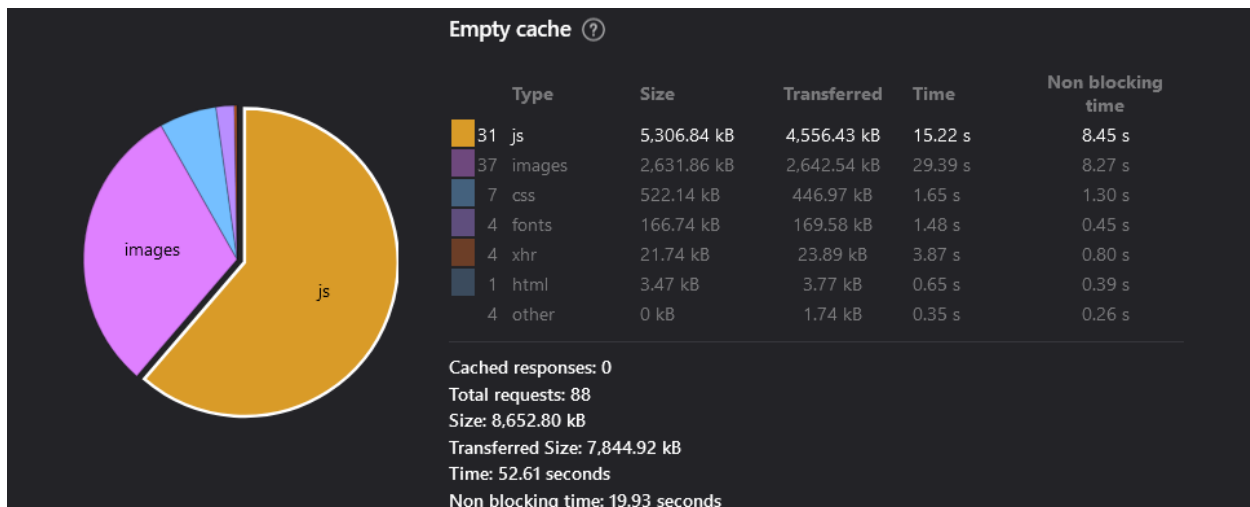 Empty cache ?
Type Size Transferred Time Non blocking time
31 js 5,306.84 kB 4,556.43 kB 15.22 s 8.45 s
37 images 2,631.86 kB 2,642.54 kB 29.39 s 8.27 s
7 css 522.14 kB 446.97 kB 1.65 s 1.30 s
4 fonts 166.74 kB 169.58 kB 1.48 s 0.45 s
4 xhr 21.74 kB 23.89 kB 3.87 s 0.80 s
1 html 3.47 kB 3.77 kB 0.65 s 0.39 s
4 other 0 kB 1.74 kB 0.35 s 0.26 s
images
js
Cached responses: 0
Total requests: 88
Size: 8,652.80 kB
Transferred Size: 7,844.92 kB
Time: 52.61 seconds
Non blocking time: 19.93 seconds